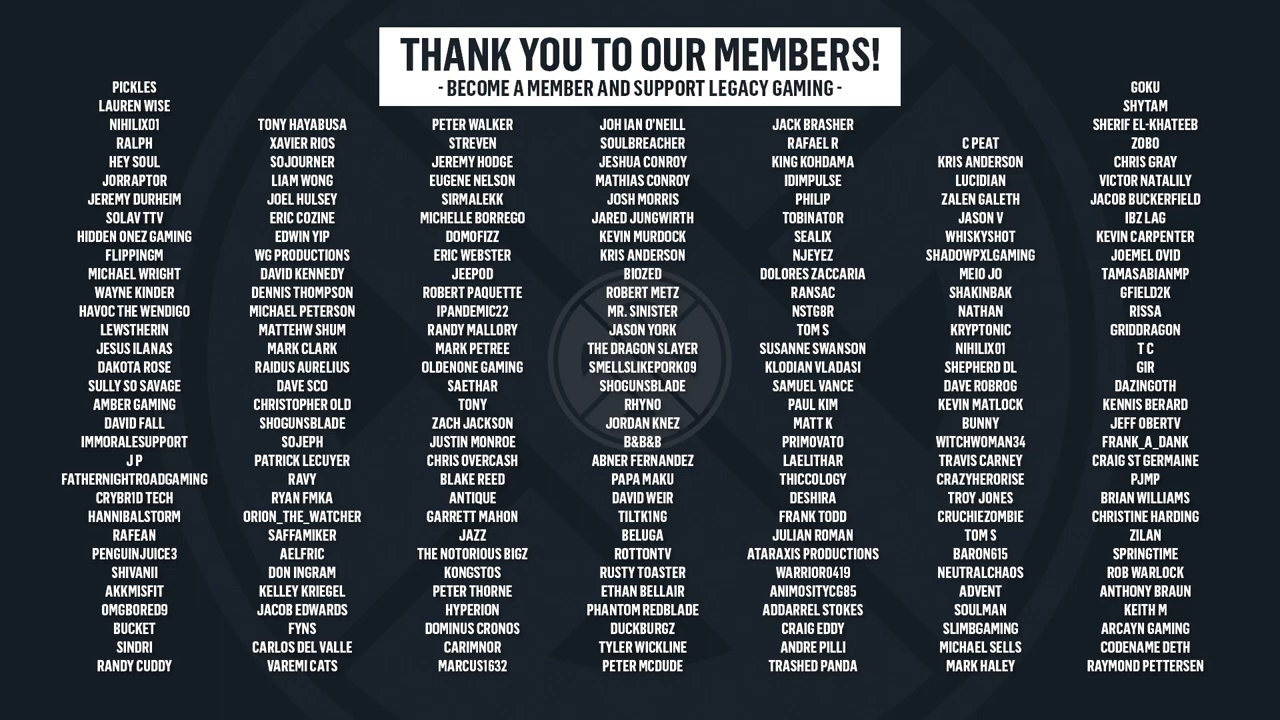 THANK YOU TO OUR MEMBERS!
- BECOME A MEMBER AND SUPPORT LEGACY GAMING -
PICKLES
LAUREN WISE
NIHILIX01
RALPH
HEY SOUL
JORRAPTOR
JEREMY DURHEIM
SOLAV TTV
HIDDEN ONEZ GAMING
FLIPPINGM
MICHAEL WRIGHT
WAYNE KINDER
HAVOC THE WENDIGO
LEWSTHERIN
JESUS ILANAS
DAKOTA ROSE
SULLY SO SAVAGE
AMBER GAMING
DAVID FALL
IMMORALESUPPORT
J P
FATHERNIGHTROADGAMING
CRYBR1D TECH
HANNIBALSTORM
RAFEAN
PENGUINJUICE3
SHIVANII
AKKMISFIT
OMGBORED9
BUCKET
SINDRI
RANDY CUDDY
TONY HAYABUSA
XAVIER RIOS
SOJOURNER
LIAM WONG
JOEL HULSEY
ERIC COZINE
EDWIN YIP
WG PRODUCTIONS
DAVID KENNEDY
DENNIS THOMPSON
MICHAEL PETERSON
MATTEHW SHUM
MARK CLARK
RAIDUS AURELIUS
DAVE SCO
CHRISTOPHER OLD
SHOGUNSBLADE
SOJEPH
PATRICK LECUYER
RAVY
RYAN FMKA
ORION_THE_WATCHER
SAFFAMIKER
AELFRIC
DON INGRAM
KELLEY KRIEGEL
JACOB EDWARDS
FYNS
CARLOS DEL VALLE
VAREMI CATS
PETER WALKER
STREVEN
JEREMY HODGE
EUGENE NELSON
SIRMALEKK
MICHELLE BORREGO
DOMOFIZZ
ERIC WEBSTER
JEEPOD
ROBERT PAQUETTE
IPANDEMIC22
RANDY MALLORY
MARK PETREE
OLDENONE GAMING
SAETHAR
TONY
ZACH JACKSON
JUSTIN MONROE
CHRIS OVERCASH
BLAKE REED
ANTIQUE
GARRETT MAHON
JAZZ
THE NOTORIOUS BIGZ
KONGSTOS
PETER THORNE
HYPERION
DOMINUS CRONOS
CARIMNOR
MARCUS1632
JOH IAN O'NEILL
SOULBREACHER
JESHUA CONROY
MATHIAS CONROY
JOSH MORRIS
JARED JUNGWIRTH
KEVIN MURDOCK
KRIS ANDERSON
BIOZED
ROBERT METZ
MR. SINISTER
JASON YORK
THE DRAGON SLAYER
SMELLSLIKEPORK09
SHOGUNSBLADE
RHYNO
JORDAN KNEZ
B&B&B
ABNER FERNANDEZ
PAPA MAKU
DAVID WEIR
TILTK1NG
BELUGA
ROTTONTV
RUSTY TOASTER
ETHAN BELLAIR
PHANTOM REDBLADE
DUCKBURGZ
TYLER WICKLINE
PETER MCDUDE
JACK BRASHER
RAFAEL R
KING KOHDAMA
IDIMPULSE
PHILIP
TOBINATOR
SEALIX
NJEYEZ
DOLORES ZACCARIA
RANSAC
NSTG8R
TOM S
SUSANNE SWANSON
KLODIAN VLADASI
SAMUEL VANCE
PAUL KIM
MATT K
PRIMOVATO
LAELITHAR
THICCOLOGY
DESHIRA
FRANK TODD
JULIAN ROMAN
ATARAXIS PRODUCTIONS
WARRIOR0419
ANIMOSITYCG85
ADDARREL STOKES
CRAIG EDDY
ANDRE PILLI
TRASHED PANDA
C PEAT
KRIS ANDERSON
LUCIDIAN
ZALEN GALETH
JASON V
WHISKYSHOT
SHADOWPXLGAMING
MEIO JO
SHAKINBAK
NATHAN
KRYPTONIC
NIHILIX01
SHEPHERD DL
DAVE ROBROG
KEVIN MATLOCK
BUNNY
WITCHWOMAN34
TRAVIS CARNEY
CRAZYHERORISE
TROY JONES
CRUCHIEZOMBIE
TOM S
BARON615
NEUTRALCHAOS
ADVENT
SOULMAN
SLIMBGAMING
MICHAEL SELLS
MARK HALEY
GOKU
SHYTAM
SHERIF EL-KHATEEB
ZOBO
CHRIS GRAY
VICTOR NATALILY
JACOB BUCKERFIELD
IBZ LAG
KEVIN CARPENTER
JOEMEL OVID
TAMASABIANMP
GFIELD2K
RISSA
GRIDDRAGON
T C
GIR
DAZINGOTH
KENNIS BERARD
JEFF OBERTV
FRANK_A_DANK
CRAIG ST GERMAINE
PJMP
BRIAN WILLIAMS
CHRISTINE HARDING
ZILAN
SPRINGTIME
ROB WARLOCK
ANTHONY BRAUN
KEITH M
ARCAYN GAMING
CODENAME DETH
RAYMOND PETTERSEN